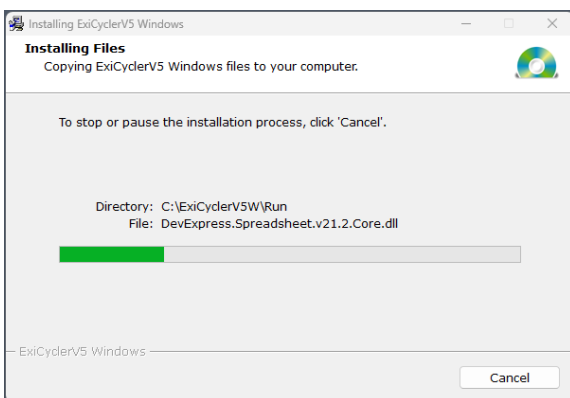 Installing ExiCyclerV5 Windows
Installing Files
Copying ExiCyclerV5 Windows files to your computer.
To stop or pause the installation process, click 'Cancel'.
Directory: C:\ExiCyclerV5W\Run
File: DevExpress.Spreadsheet.v21.2.Core.dll
ExiCyclerV5 Windows
Cancel